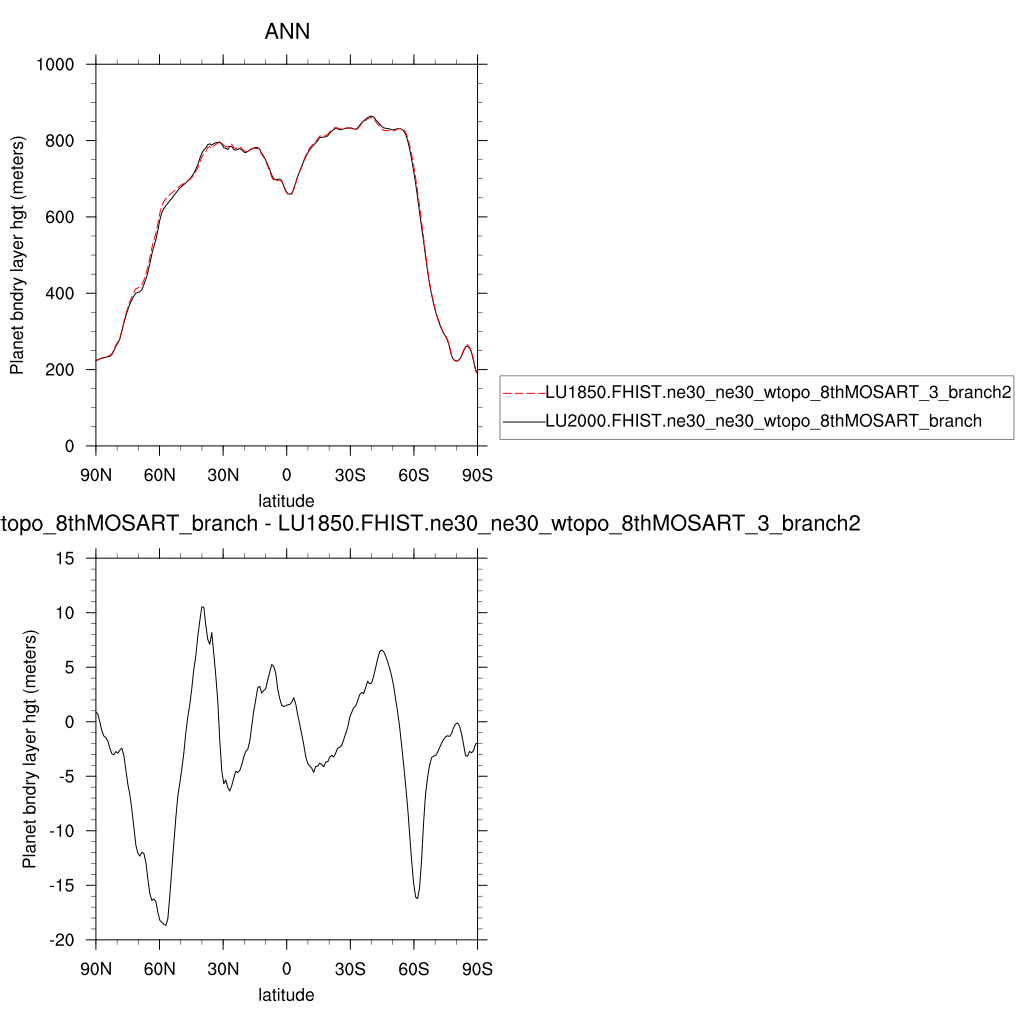 ANN
Planet bndry layer hgt (meters)
1000
800
600
400
200
0
90N 60N 30N 0 30S 60S 90S
latitude
LU1850.FHIST.ne30_ne30_wtopo_8thMOSART_3_branch2
LU2000.FHIST.ne30_ne30_wtopo_8thMOSART_branch
topo_8thMOSART_branch - LU1850.FHIST.ne30_ne30_wtopo_8thMOSART_3_branch2
Planet bndry layer hgt (meters)
15
10
5
0
-5
-10
-15
-20
90N 60N 30N 0 30S 60S 90S
latitude